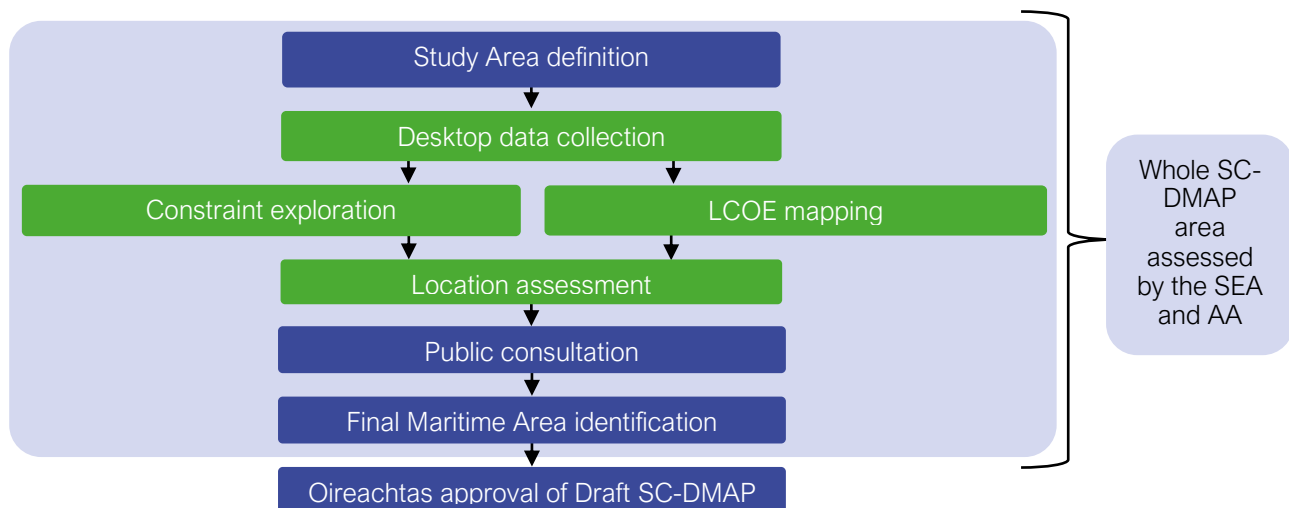 Study Area definition
Desktop data collection
Constraint exploration
LCOE mapping
Location assessment
Public consultation
Final Maritime Area identification
Oireachtas approval of Draft SC-DMAP
Whole SC-
DMAP
area
assessed
by the SEA
and AA